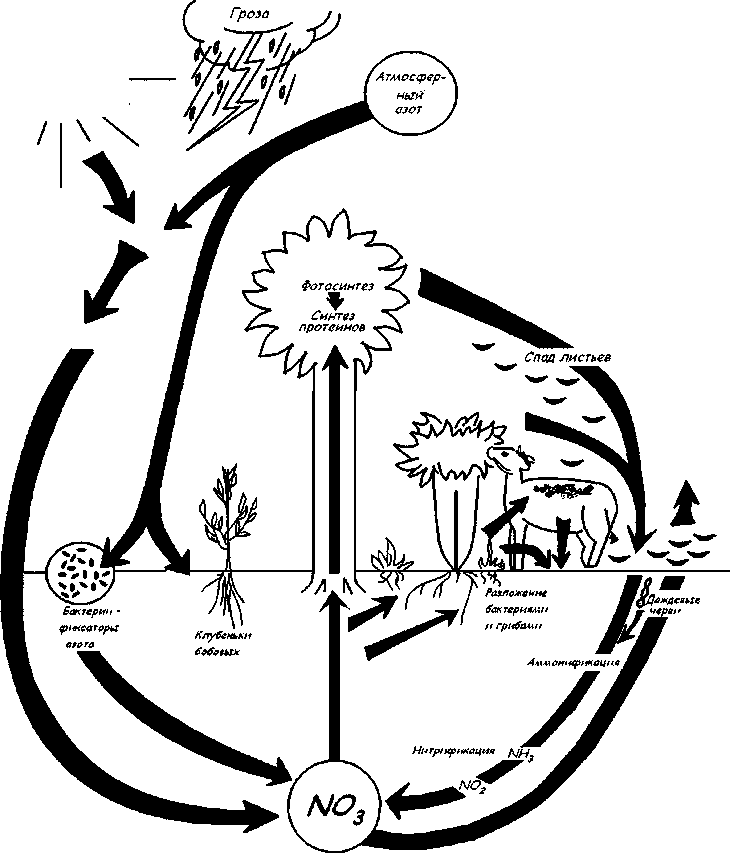 Гроза
Атмосфер-
ный
азот
Фотосинтез
Синтез
протеинов
Спад листьев
Бактерии-
фиксаторы
азота
Клубеньки
бобовых
Разложение
бактериями
и грибами
Дождевые
черви
Аммонификация
Нитрификация NH3
NO2
NO3